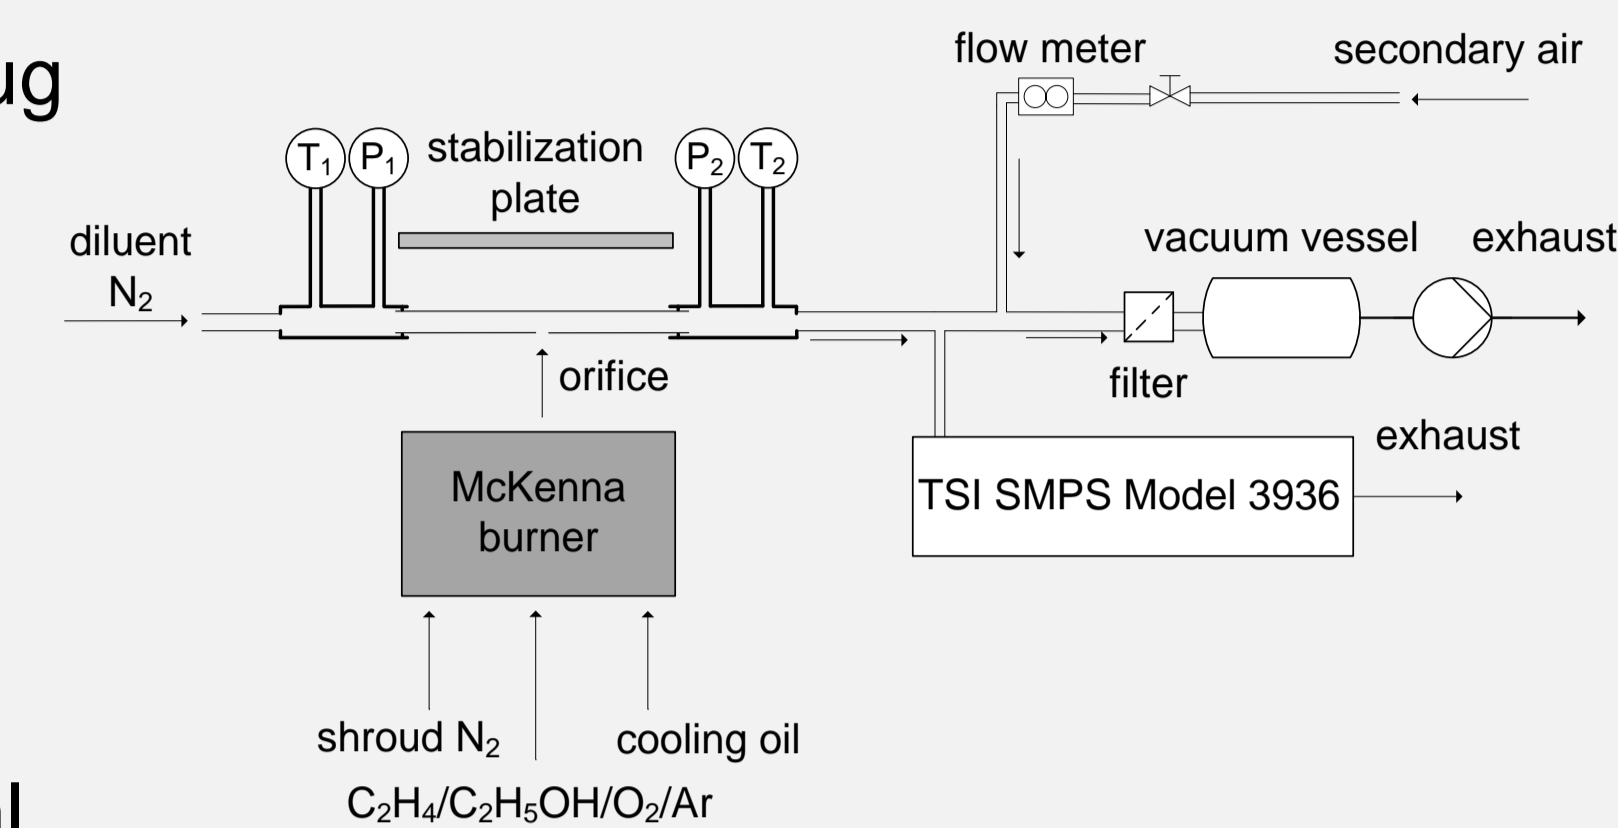 ug
flow meter
secondary air
T₁
P₁
stabilization
plate
P₂
T₂
diluent
N₂
vacuum vessel
exhaust
orifice
filter
McKenna
burner
exhaust
TSI SMPS Model 3936
shroud N₂
cooling oil
C₂H₄/C₂H₅OH/O₂/Ar